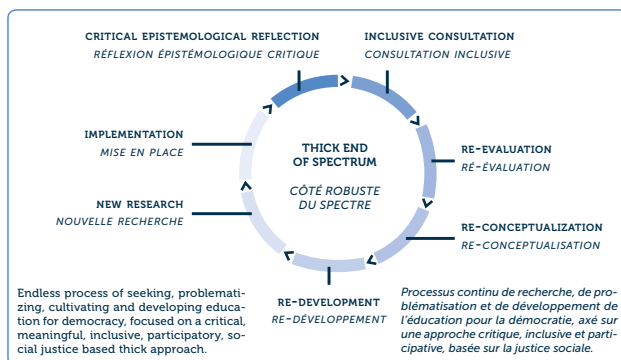 CRITICAL EPISTEMOLOGICAL REFLECTION
RÉFLEXION ÉPISTÉMOLOGIQUE CRITIQUE
INCLUSIVE CONSULTATION
CONSULTATION INCLUSIVE
IMPLEMENTATION
MISE EN PLACE
THICK END
OF SPECTRUM
CÔTÉ ROBUSTE
DU SPECTRE
RE-EVALUATION
RÉ-ÉVALUATION
NEW RESEARCH
NOUVELLE RECHERCHE
RE-CONCEPTUALIZATION
RE-CONCEPTUALISATION
RE-DEVELOPMENT
RE-DÉVELOPPEMENT
Endless process of seeking, problemati-
zing, cultivating and developing educa-
tion for democracy, focused on a critical,
meaningful, inclusive, participatory, so-
cial justice based thick approach.
Processus continu de recherche, de pro-
blématisation et de développement de
l'éducation pour la démocratie, axé sur
une approche critique, inclusive et parti-
cipative, basée sur la justice sociale.